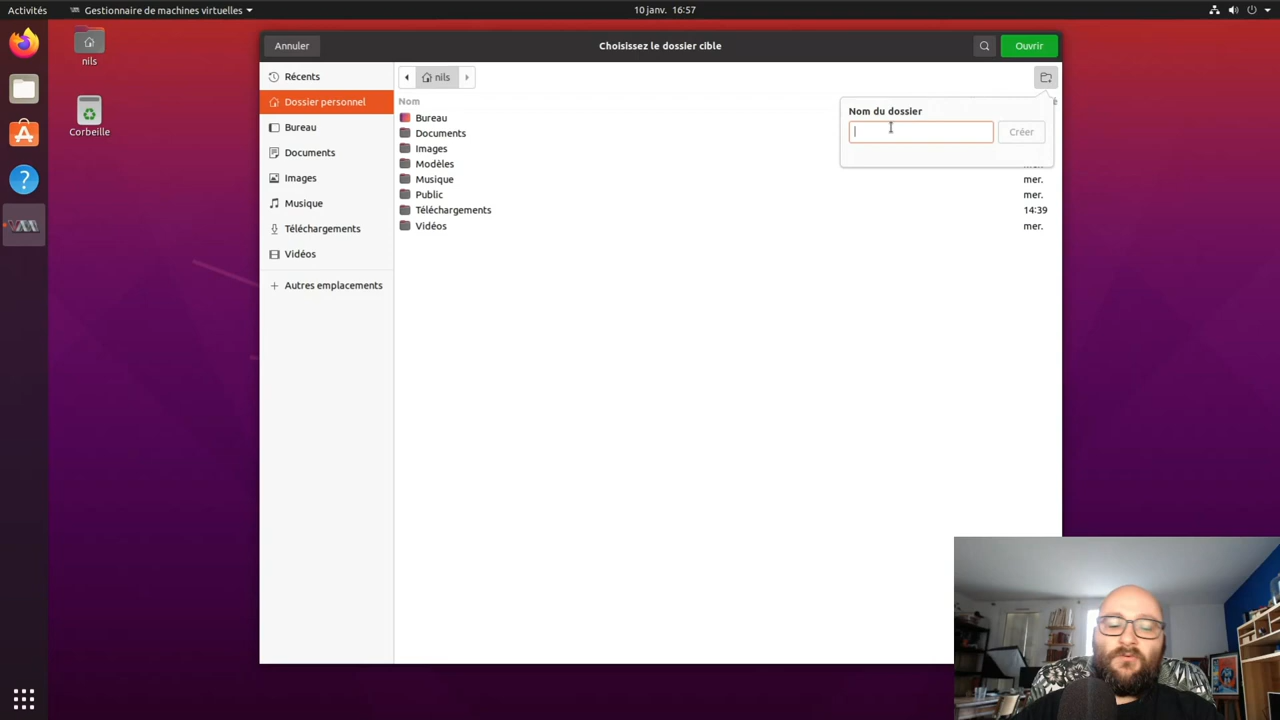 Activités
Gestionnaire de machines virtuelles
10 janv. 16:57
nils
Corbeille
Annuler
Choisissez le dossier cible
Ouvrir
Récents
Dossier personnel
Bureau
Documents
Images
Musique
Téléchargements
Vidéos
Autres emplacements
nils
Nom
Bureau
Documents
Images
Modèles
Musique mer.
Public mer.
Téléchargements 14:39
Vidéos mer.
Nom du dossier
Créer